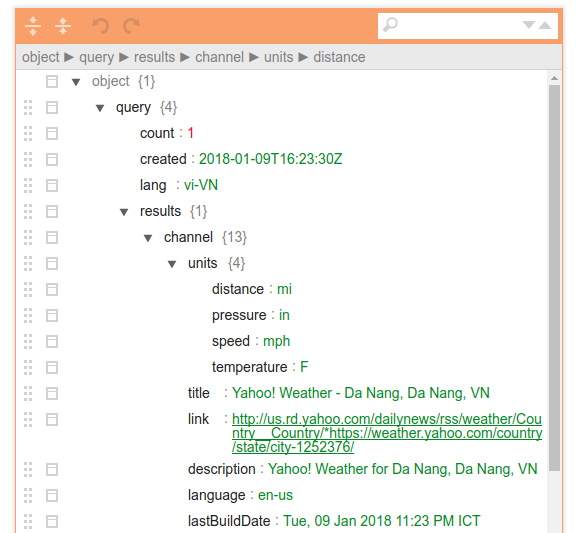 object ▶ query ▶ results ▶ channel ▶ units ▶ distance
object {1}
query {4}
count : 1
created : 2018-01-09T16:23:30Z
lang : vi-VN
results {1}
channel {13}
units {4}
distance : mi
pressure : in
speed : mph
temperature : F
title : Yahoo! Weather - Da Nang, Da Nang, VN
link : http://us.rd.yahoo.com/dailynews/rss/weather/Cou
ntry__Country/*https://weather.yahoo.com/country
/state/city-1252376/
description : Yahoo! Weather for Da Nang, Da Nang, VN
language : en-us
lastBuildDate : Tue, 09 Jan 2018 11:23 PM ICT